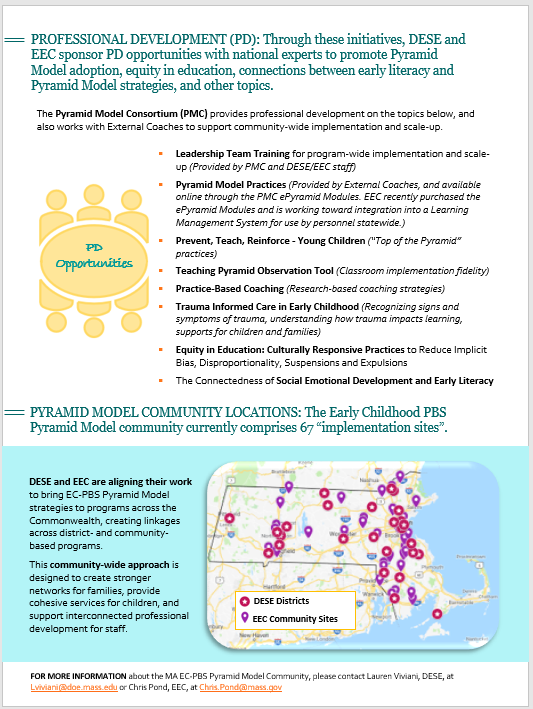 PROFESSIONAL DEVELOPMENT (PD): Through these initiatives, DESE and
EEC sponsor PD opportunities with national experts to promote Pyramid
Model adoption, equity in education, connections between early literacy and
Pyramid Model strategies, and other topics.
The Pyramid Model Consortium (PMC) provides professional development on the topics below, and
also works with External Coaches to support community-wide implementation and scale-up.
PD
Opportunities
Leadership Team Training for program-wide implementation and scale-
up (Provided by PMC and DESE/EEC staff)
Pyramid Model Practices (Provided by External Coaches, and available
online through the PMC ePyramid Modules. EEC recently purchased the
ePyramid Modules and is working toward integration into a Learning
Management System for use by personnel statewide.)
Prevent, Teach, Reinforce - Young Children ("Top of the Pyramid"
practices)
Teaching Pyramid Observation Tool (Classroom implementation fidelity)
Practice-Based Coaching (Research-based coaching strategies)
Trauma Informed Care in Early Childhood (Recognizing signs and
symptoms of trauma, understanding how trauma impacts learning,
supports for children and families)
Equity in Education: Culturally Responsive Practices to Reduce Implicit
Bias, Disproportionality, Suspensions and Expulsions
The Connectedness of Social Emotional Development and Early Literacy
PYRAMID MODEL COMMUNITY LOCATIONS: The Early Childhood PBS
Pyramid Model community currently comprises 67 “implementation sites”.
DESE and EEC are aligning their work
to bring EC-PBS Pyramid Model
strategies to programs across the
Commonwealth, creating linkages
across district- and community-
based programs.
This community-wide approach is
designed to create stronger
networks for families, provide
cohesive services for children, and
support interconnected professional
development for staff.
Nashua
Hartford
Warwick
New Haven
DESE Districts
EEC Community Sites
FOR MORE INFORMATION about the MA EC-PBS Pyramid Model Community, please contact Lauren Viviani, DESE, at
Lviviani@doe.mass.edu or Chris Pond, EEC, at Chris.Pond@mass.gov